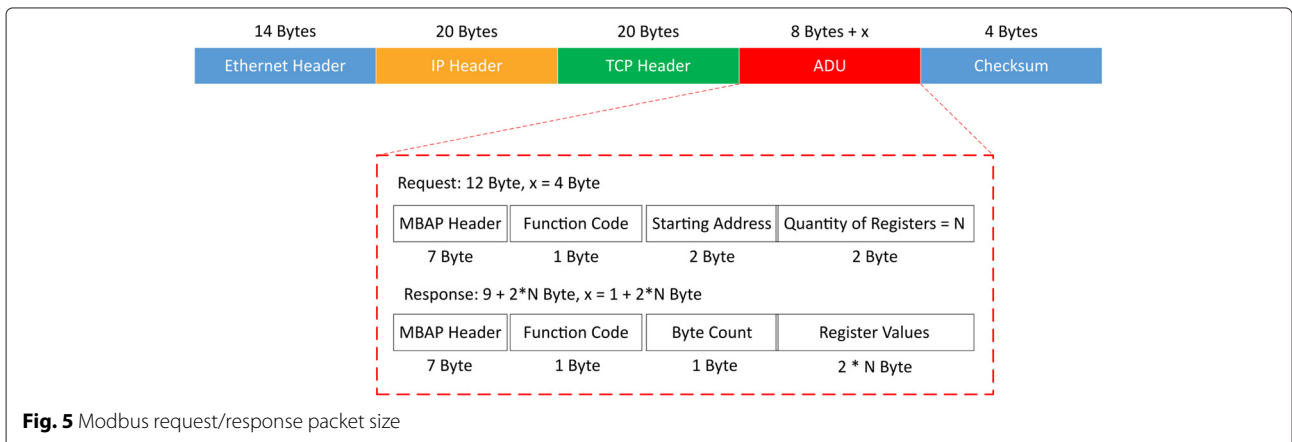 14 Bytes 20 Bytes 20 Bytes 8 Bytes + x 4 Bytes
Ethernet Header IP Header TCP Header ADU Checksum
Request: 12 Byte, x = 4 Byte
MBAP Header Function Code Starting Address Quantity of Registers = N
7 Byte 1 Byte 2 Byte 2 Byte
Response: 9 + 2*N Byte, x = 1 + 2*N Byte
MBAP Header Function Code Byte Count Register Values
7 Byte 1 Byte 1 Byte 2 * N Byte
Fig. 5 Modbus request/response packet size